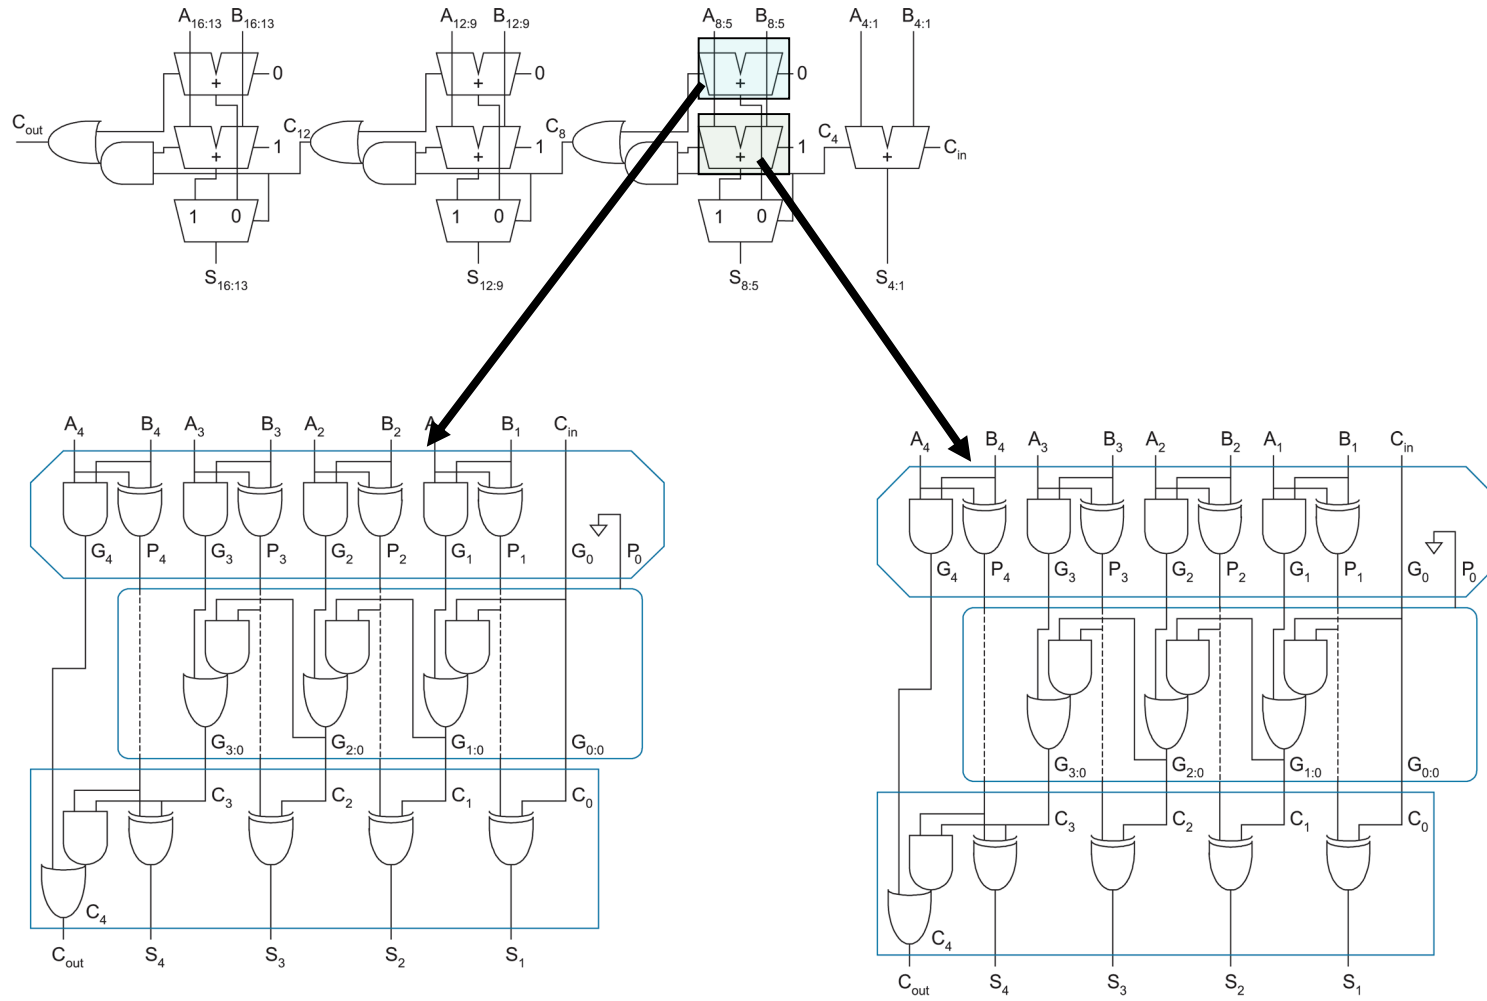 A16:13 B16:13 A12:9 B12:9 A8:5 B8:5 A4:1 B4:1
0 0 0
Cout C12 C8 C4 Cin
1 1 1
1 0 1 0 1 0
+ + + + + + +
S16:13 S12:9 S8:5 S4:1
A4 B4 A3 B3 A2 B2 A B1 Cin
G4 P4 G3 P3 G2 P2 G1 P1 G0 P0
G3:0 G2:0 G1:0 G0:0
C3 C2 C1 C0
C4
Cout S4 S3 S2 S1
A4 B4 A3 B3 A2 B2 A1 B1 Cin
G4 P4 G3 P3 G2 P2 G1 P1 G0 P0
G3:0 G2:0 G1:0 G0:0
C3 C2 C1 C0
C4
Cout S4 S3 S2 S1